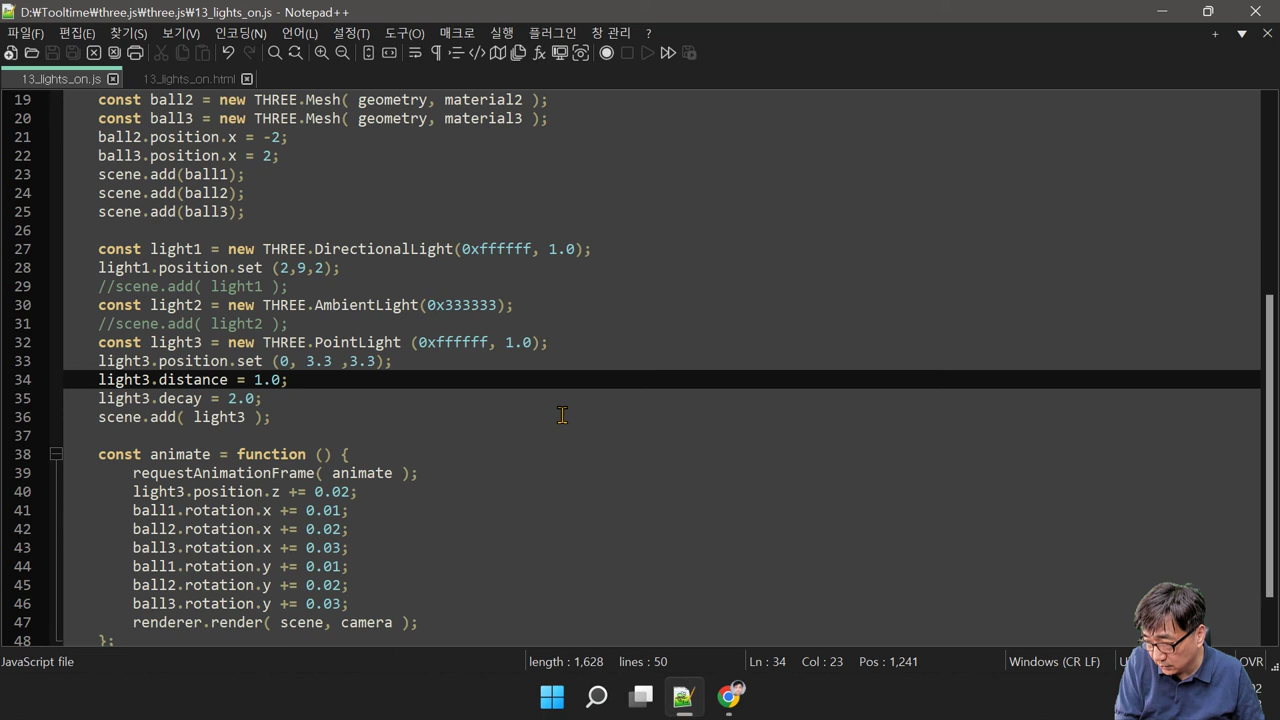 D:₩Tooltime₩three.js₩three.js₩13_lights_on.js - Notepad++
파일(F) 편집(E) 찾기(S) 보기(V) 인코딩(N) 언어(L) 설정(T) 도구(O) 매크로 실행 플러그인 창 관리 ?
13_lights_on.js 13_lights_on.html
19 const ball2 = new THREE.Mesh( geometry, material2 );
20 const ball3 = new THREE.Mesh( geometry, material3 );
21 ball2.position.x = -2;
22 ball3.position.x = 2;
23 scene.add(ball1);
24 scene.add(ball2);
25 scene.add(ball3);
26
27 const light1 = new THREE.DirectionalLight(0xffffff, 1.0);
28 light1.position.set (2,9,2);
29 //scene.add( light1 );
30 const light2 = new THREE.AmbientLight(0x333333);
31 //scene.add( light2 );
32 const light3 = new THREE.PointLight (0xffffff, 1.0);
33 light3.position.set (0, 3.3 ,3.3);
34 light3.distance = 1.0;
35 light3.decay = 2.0;
36 scene.add( light3 );
37
38 const animate = function () {
39 requestAnimationFrame( animate );
40 light3.position.z += 0.02;
41 ball1.rotation.x += 0.01;
42 ball2.rotation.x += 0.02;
43 ball3.rotation.x += 0.03;
44 ball1.rotation.y += 0.01;
45 ball2.rotation.y += 0.02;
46 ball3.rotation.y += 0.03;
47 renderer.render( scene, camera );
48 };
JavaScript file length : 1,628 lines : 50 Ln : 34 Col : 23 Pos : 1,241 Windows (CR LF) OVR